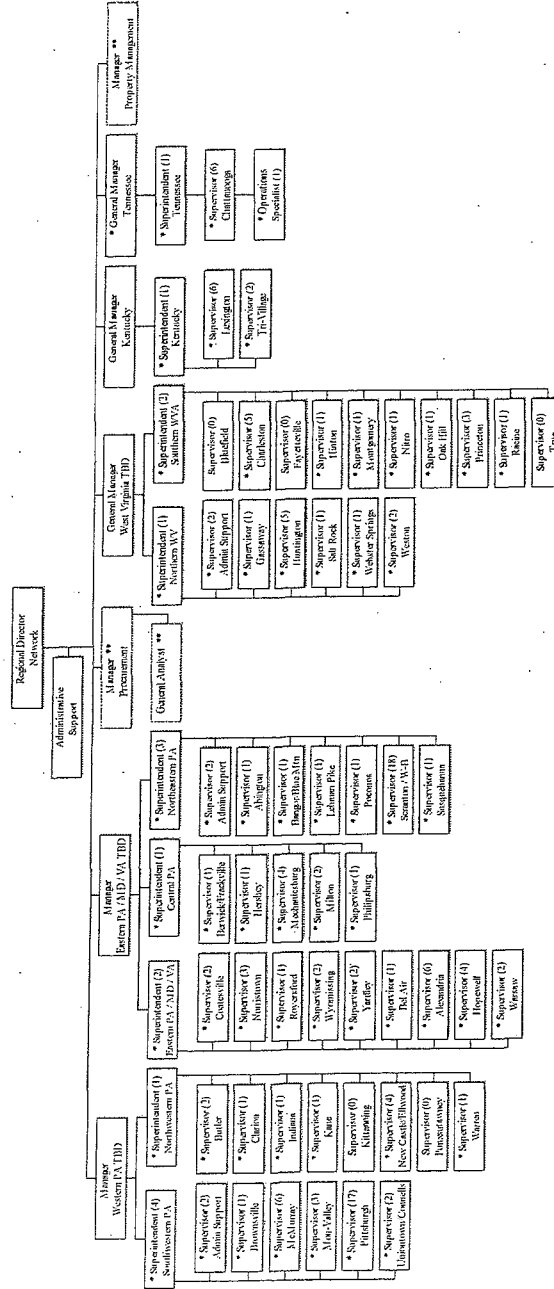 Regional Director
Network
Administrative
Support
Manager
Western PA TBD
* Superintendent (4)
Southwestern PA
* Supervisor (2)
Admin Support
* Supervisor (1)
Brownsville
* Supervisor (6)
McMurray
* Supervisor (3)
Mon-Valley
* Supervisor (17)
Pittsburgh
* Supervisor (2)
Uniontown Connells
* Superintendent (1)
Northwestern PA
* Supervisor (2)
Butler
* Supervisor (1)
Clarion
* Supervisor (1)
Indiana
* Supervisor (1)
Kane
Supervisor (0)
Kittanning
* Supervisor (4)
New Castle/Ellwood
Supervisor (0)
Punxsutawney
* Supervisor (1)
Warren
Manager
Eastern PA / MD / VA TBD
* Superintendent (2)
Eastern PA / MD / VA
* Supervisor (2)
Coatesville
* Supervisor (3)
Norristown
* Supervisor (1)
Royersford
* Supervisor (2)
Wyomissing
* Supervisor (2)
Yardley
* Supervisor (1)
Bel Air
* Supervisor (6)
Alexandria
* Supervisor (4)
Hopewell
* Supervisor (2)
Warsaw
* Superintendent (1)
Central PA
* Supervisor (1)
Berwick/Frackville
* Supervisor (1)
Hershey
* Supervisor (4)
Mechanicsburg
* Supervisor (2)
Milton
* Supervisor (1)
Philipsburg
* Superintendent (3)
Northeastern PA
* Supervisor (2)
Admin Support
* Supervisor (1)
Abington
* Supervisor (1)
Bangor/Blue Mtn
* Supervisor (1)
Lehman Pike
* Supervisor (1)
Poconos
* Supervisor (18)
Scranton / W-B
* Supervisor (1)
Susquehanna
Manager **
Procurement
General Analyst **
General Manager
West Virginia TBD
* Superintendent (1)
Northern WV
* Supervisor (2)
Admin Support
* Supervisor (1)
Gassaway
* Supervisor (5)
Huntington
* Supervisor (1)
Salt Rock
* Supervisor (1)
Webster Springs
* Supervisor (2)
Weston
* Superintendent (2)
Southern WVA
Supervisor (0)
Bluefield
* Supervisor (5)
Charleston
Supervisor (0)
Fayetteville
* Supervisor (1)
Hinton
* Supervisor (1)
Montgomery
* Supervisor (1)
Nitro
* Supervisor (1)
Oak Hill
* Supervisor (3)
Princeton
* Supervisor (1)
Racine
Supervisor (0)
General Manager
Kentucky
* Superintendent (1)
Kentucky
* Supervisor (6)
Lexington
* Supervisor (2)
Tri-Village
* General Manager
Tennessee
* Superintendent (1)
Tennessee
* Supervisor (6)
Chattanooga
* Operations
Specialist (1)
Manager **
Property Management